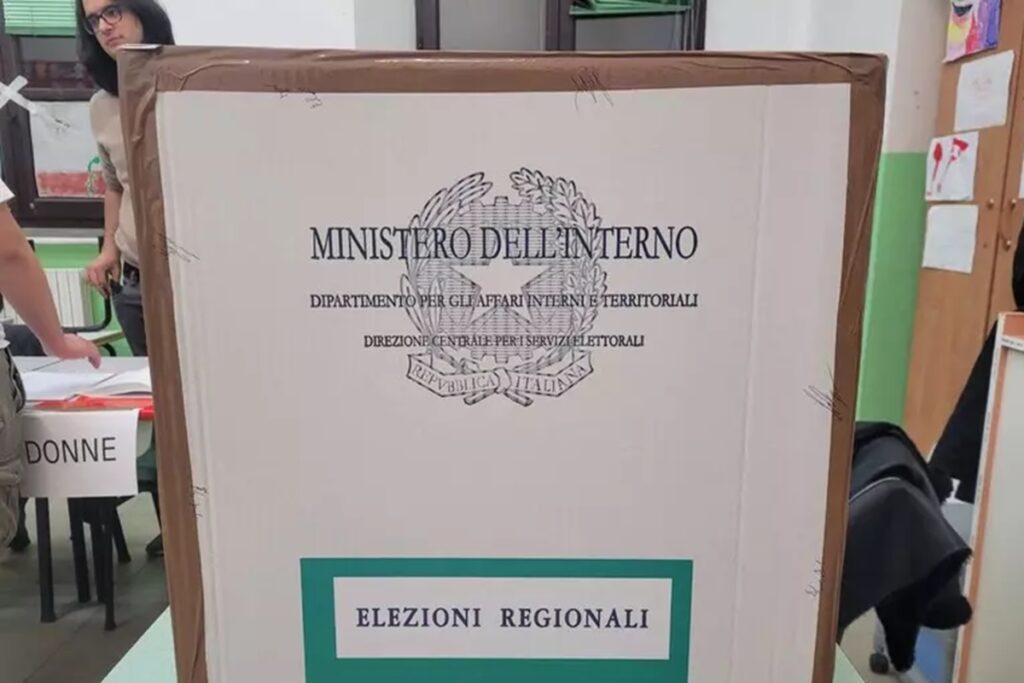 MINISTERO DELL'INTERNO
DIPARTIMENTO PER GLI AFFARI INTERNI E TERRITORIALI
DIREZIONE CENTRALE PER I SERVIZI ELETTORALI
REPVBBLICA ITALIANA
DONNE
ELEZIONI REGIONALI